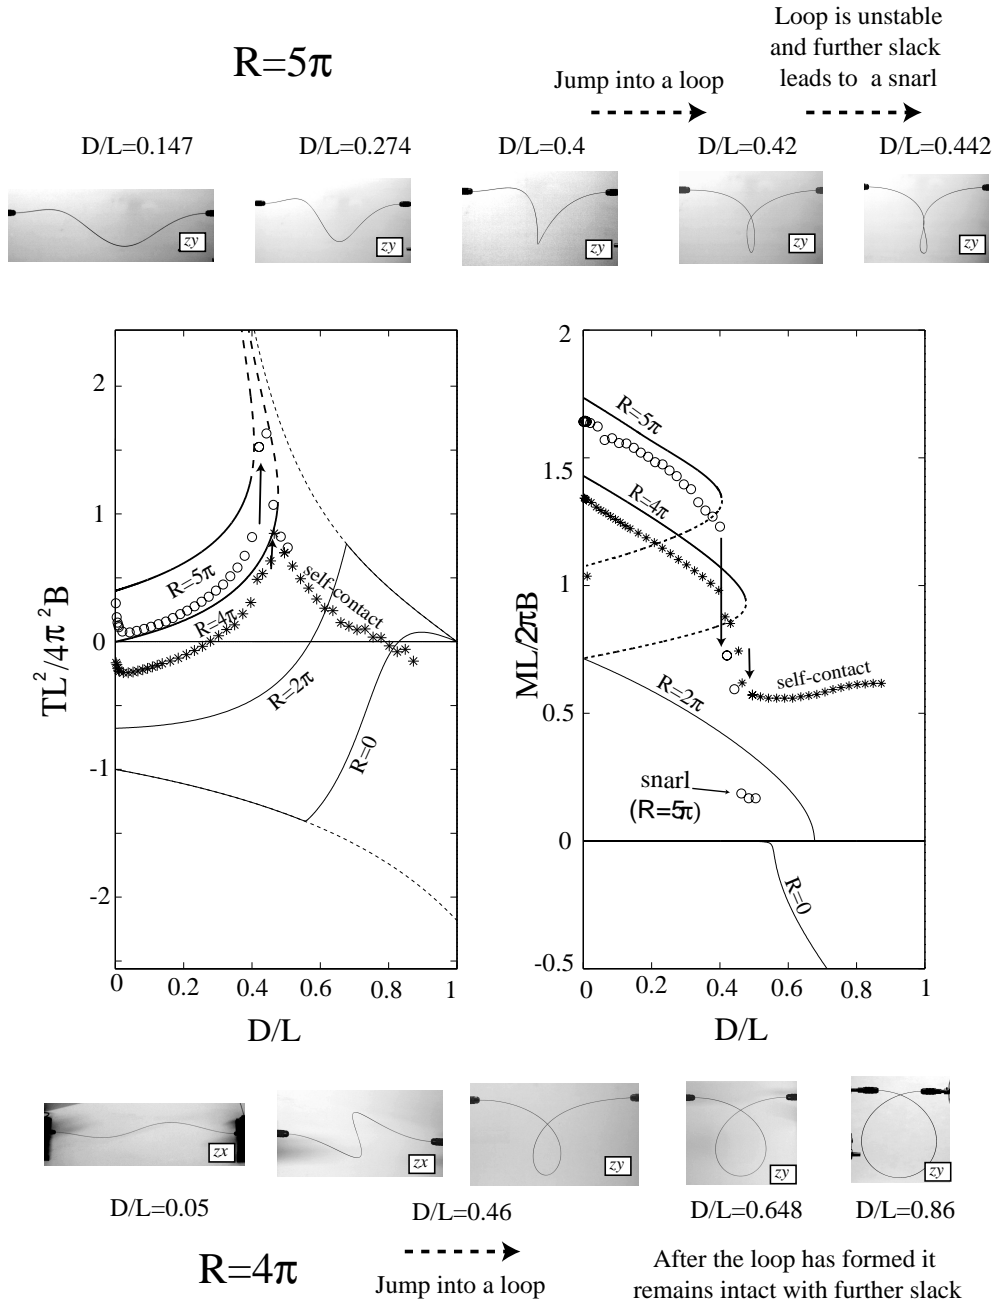 R=5π
Loop is unstable
and further slack
leads to a snarl
Jump into a loop
D/L=0.147
D/L=0.274
D/L=0.4
D/L=0.42
D/L=0.442
zy
zy
zy
zy
zy
TL²/4π²B
2
1
0
-1
-2
0
0.2
0.4
0.6
0.8
1
D/L
R=5π
R=4π
R=2π
R=0
self-contact
ML/2πB
2
1.5
1
0.5
0
-0.5
0
0.2
0.4
0.6
0.8
1
D/L
R=5π
R=4π
R=2π
R=0
self-contact
snarl
(R=5π)
zx
zx
zy
zy
zy
D/L=0.05
D/L=0.46
D/L=0.648
D/L=0.86
R=4π
Jump into a loop
After the loop has formed it
remains intact with further slack